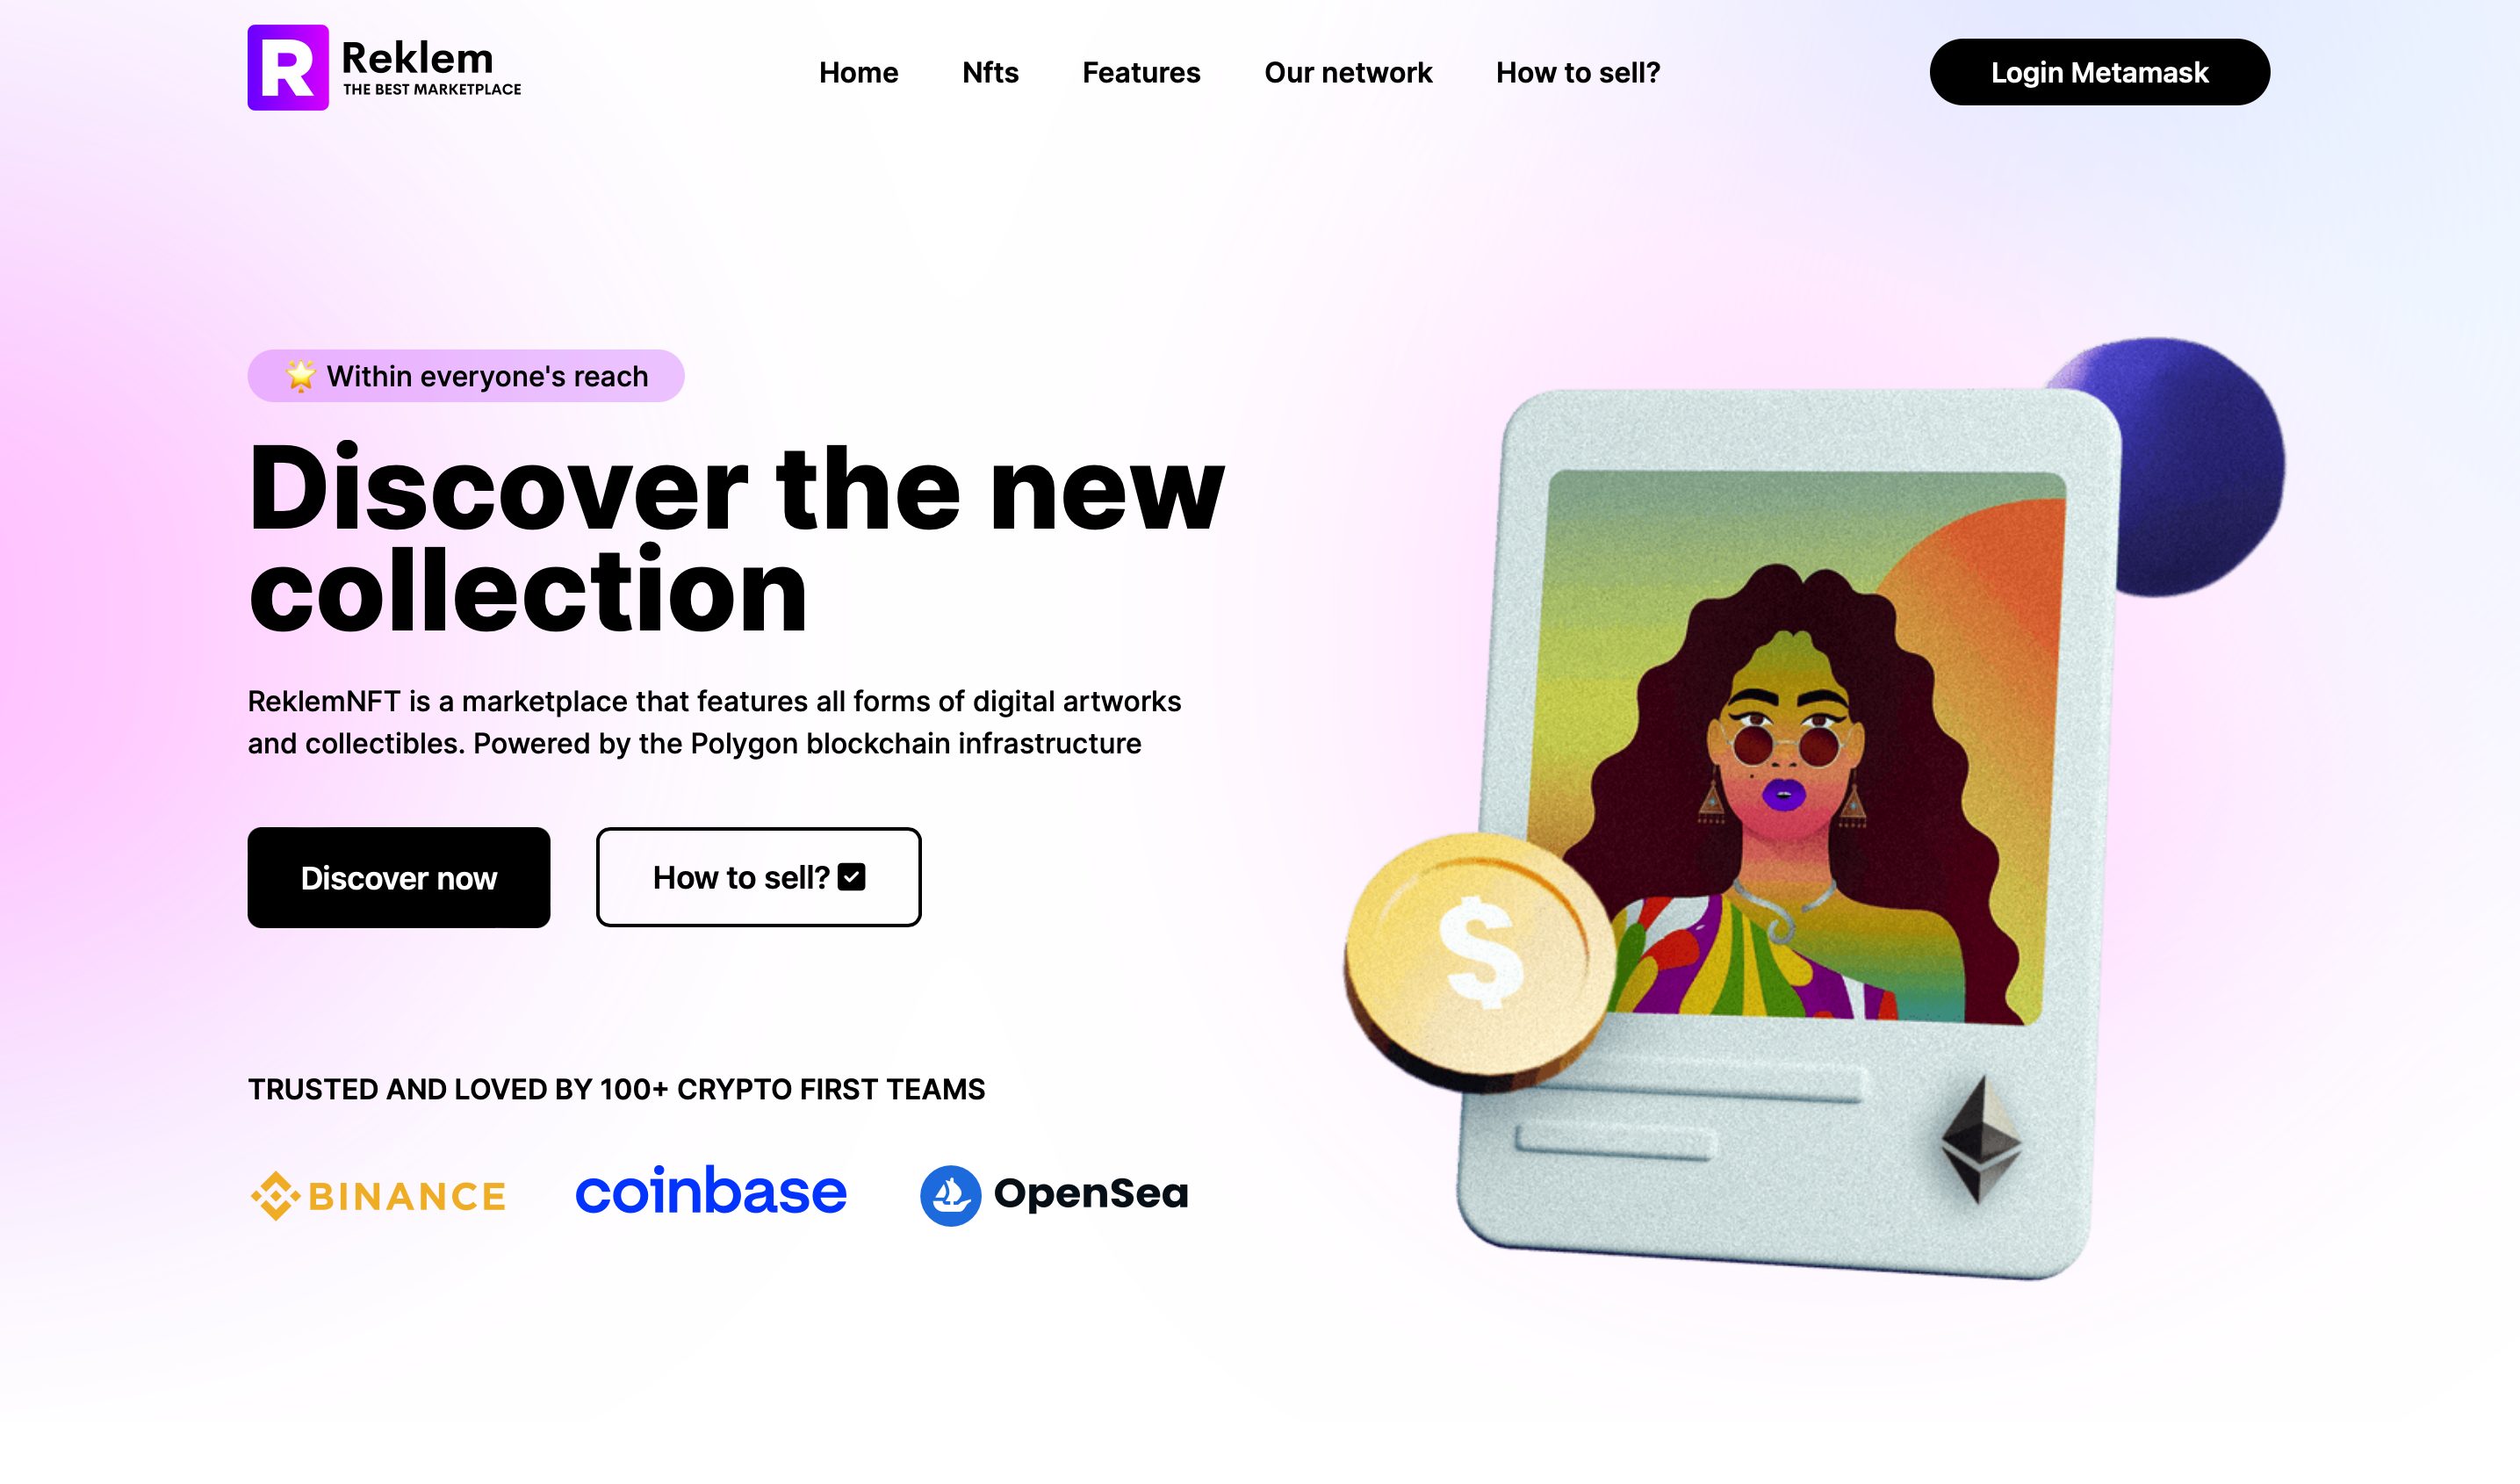 R
Reklem
THE BEST MARKETPLACE
Home
Nfts
Features
Our network
How to sell?
Login Metamask
🌟 Within everyone's reach
Discover the new
collection
ReklemNFT is a marketplace that features all forms of digital artworks
and collectibles. Powered by the Polygon blockchain infrastructure
Discover now
How to sell?
TRUSTED AND LOVED BY 100+ CRYPTO FIRST TEAMS
BINANCE
coinbase
OpenSea
$